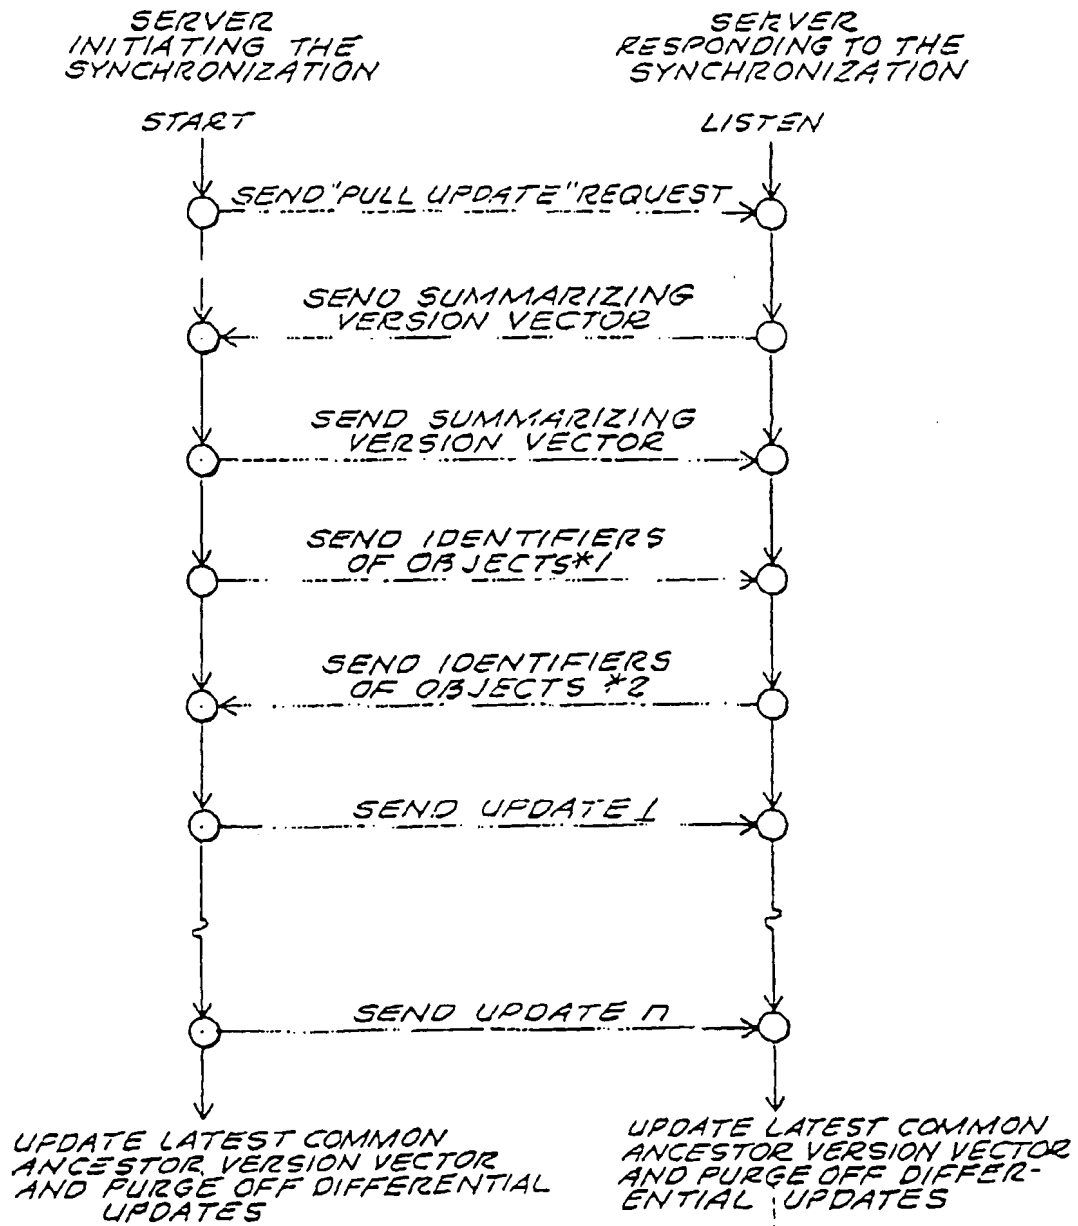 SERVER
INITIATING THE
SYNCHRONIZATION
SERVER
RESPONDING TO THE
SYNCHRONIZATION
START
LISTEN
SEND "PULL UPDATE" REQUEST
SEND SUMMARIZING
VERSION VECTOR
SEND SUMMARIZING
VERSION VECTOR
SEND IDENTIFIERS
OF OBJECTS*1
SEND IDENTIFIERS
OF OBJECTS *2
SEND UPDATE 1
SEND UPDATE n
UPDATE LATEST COMMON
ANCESTOR VERSION VECTOR
AND PURGE OFF DIFFERENTIAL
UPDATES
UPDATE LATEST COMMON
ANCESTOR VERSION VECTOR
AND PURGE OFF DIFFER-
ENTIAL UPDATES